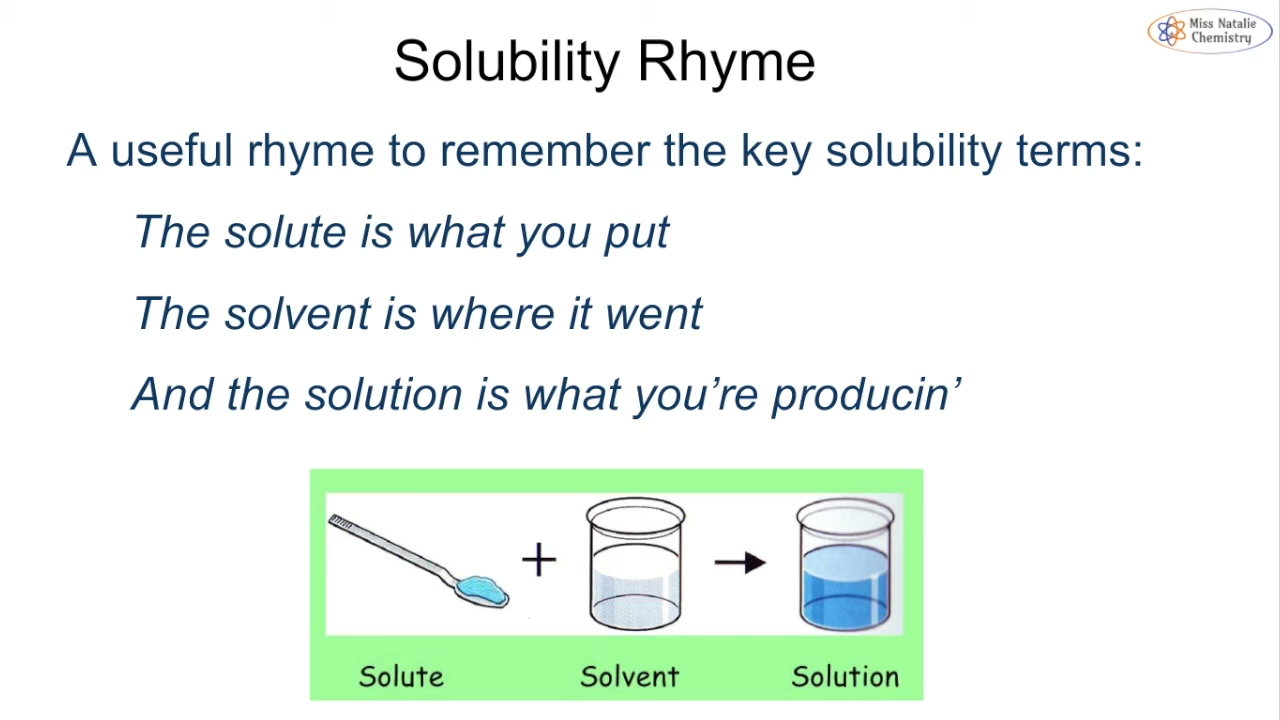 Miss Natalie
Chemistry
Solubility Rhyme
A useful rhyme to remember the key solubility terms:
The solute is what you put
The solvent is where it went
And the solution is what you’re producin’
+
Solute Solvent Solution